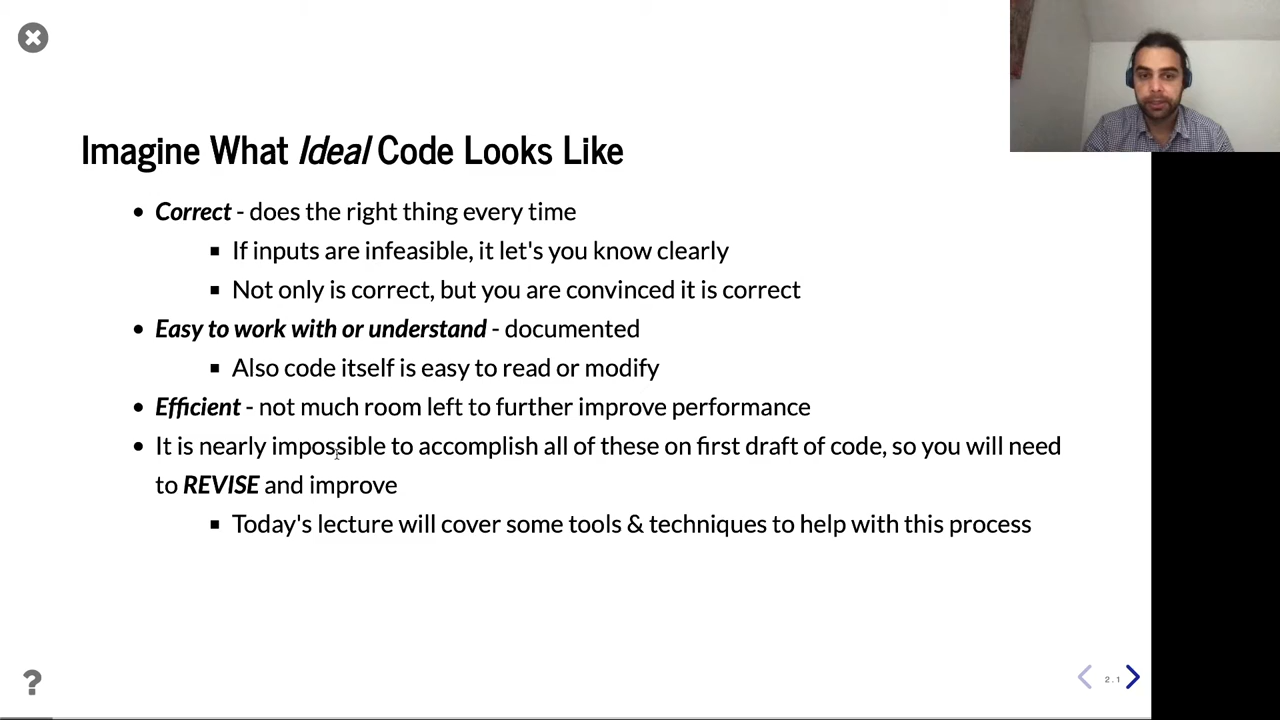 Imagine What Ideal Code Looks Like
Correct - does the right thing every time
If inputs are infeasible, it let's you know clearly
Not only is correct, but you are convinced it is correct
Easy to work with or understand - documented
Also code itself is easy to read or modify
Efficient - not much room left to further improve performance
It is nearly impossible to accomplish all of these on first draft of code, so you will need
to REVISE and improve
Today's lecture will cover some tools & techniques to help with this process
?
2.1